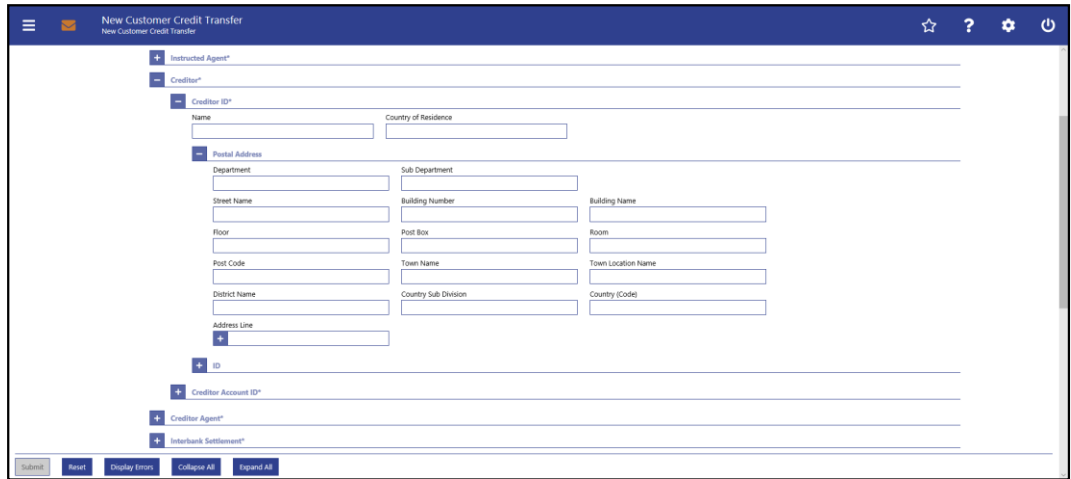 New Customer Credit Transfer
New Customer Credit Transfer
Instructed Agent*
Creditor*
Creditor ID*
Name Country of Residence
Postal Address
Department Sub Department
Street Name Building Number Building Name
Floor Post Box Room
Post Code Town Name Town Location Name
District Name Country Sub Division Country (Code)
Address Line
ID
Creditor Account ID*
Creditor Agent*
Interbank Settlement*
Submit Reset Display Errors Collapse All Expand All